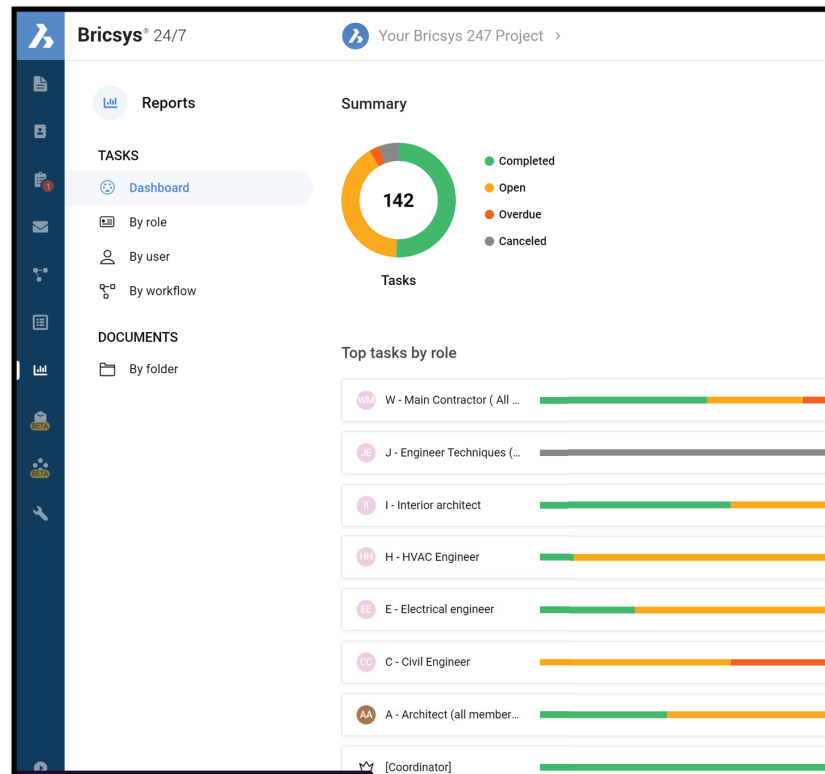 Bricsys® 24/7
Your Bricsys 247 Project >
Reports
TASKS
Dashboard
By role
By user
By workflow
DOCUMENTS
By folder
1
BETA
BETA
Summary
142
Tasks
Completed
Open
Overdue
Canceled
Top tasks by role
WM W - Main Contractor ( All ...
JE J - Engineer Techniques (...
II I - Interior architect
HH H - HVAC Engineer
EE E - Electrical engineer
CC C - Civil Engineer
AA A - Architect (all member...
[Coordinator]